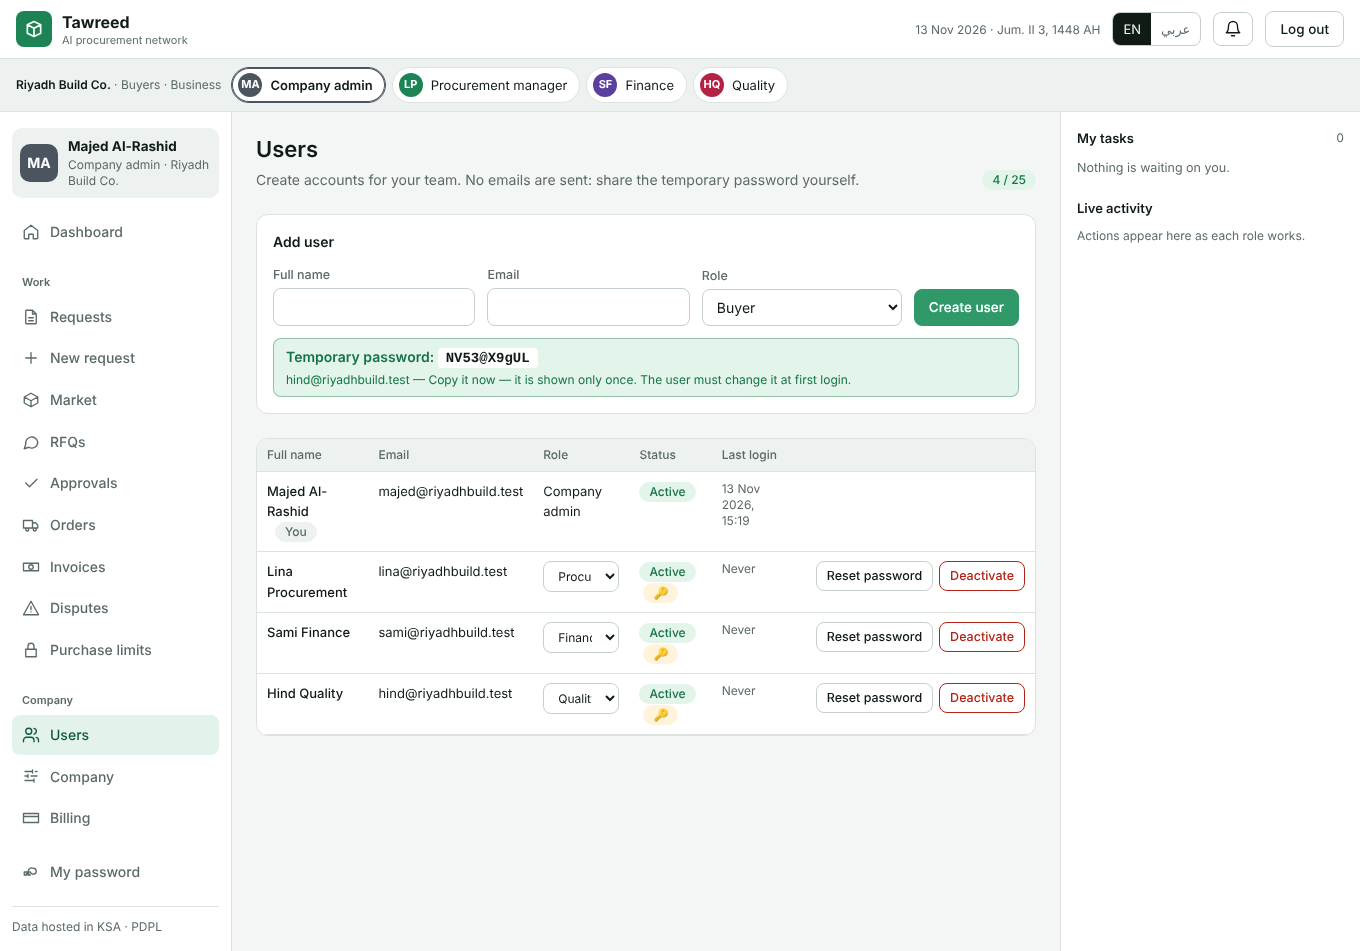 Tawreed
AI procurement network
13 Nov 2026 · Jum. II 3, 1448 AH
EN
عربي
Log out
Riyadh Build Co. · Buyers · Business
MA Company admin
LP Procurement manager
SF Finance
HQ Quality
MA
Majed Al-Rashid
Company admin · Riyadh
Build Co.
Dashboard
Work
Requests
New request
Market
RFQs
Approvals
Orders
Invoices
Disputes
Purchase limits
Company
Users
Company
Billing
My password
Data hosted in KSA · PDPL
Users
Create accounts for your team. No emails are sent: share the temporary password yourself.
4 / 25
Add user
Full name
Email
Role
Buyer
Create user
Temporary password: NV53@X9gUL
hind@riyadhbuild.test — Copy it now — it is shown only once. The user must change it at first login.
Full name Email Role Status Last login
Majed Al-
Rashid
You
majed@riyadhbuild.test
Company
admin
Active
13 Nov
2026,
15:19
Lina
Procurement
lina@riyadhbuild.test
Procu
Active
Never
Reset password
Deactivate
Sami Finance
sami@riyadhbuild.test
Financ
Active
Never
Reset password
Deactivate
Hind Quality
hind@riyadhbuild.test
Qualit
Active
Never
Reset password
Deactivate
My tasks
0
Nothing is waiting on you.
Live activity
Actions appear here as each role works.